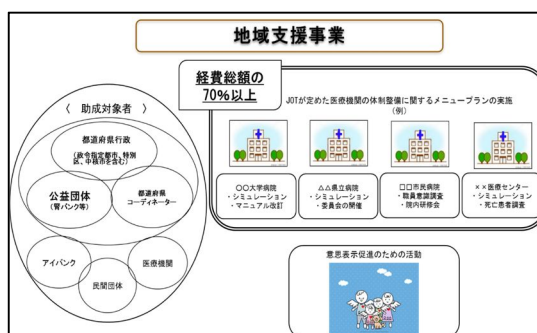 地域支援事業
経費総額の
70%以上
JOTが定めた医療機関の体制整備に関するメニュープランの実施
(例)
〈 助成対象者 〉
都道府県行政
(政令指定都市、特別
区、中核市を含む)
公益団体
(腎バンク等)
都道府県
コーディネーター
アイバンク
医療機関
民間団体
〇〇大学病院
・シミュレーション
・マニュアル改訂
△△県立病院
・シミュレーション
・委員会の開催
□□市民病院
・職員意識調査
・院内研修会
××医療センター
・シミュレーション
・死亡患者調査
意思表示促進のための活動